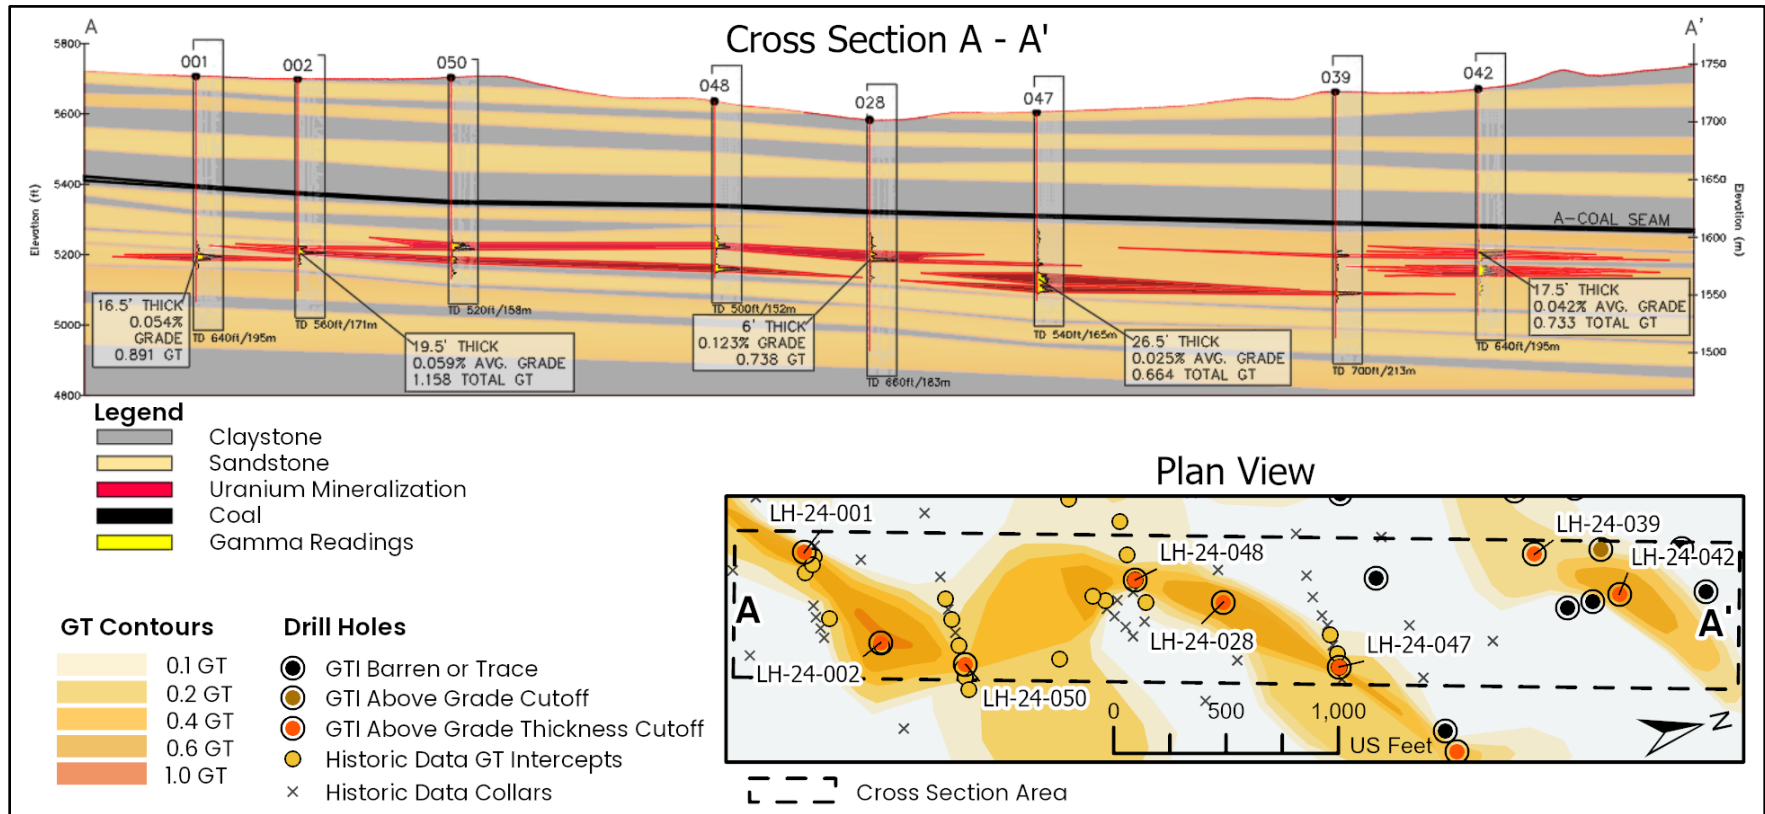 Cross Section A - A'
A
A'
5800
5600
5400
5200
5000
4800
Elevation (ft)
1750
1700
1650
1600
1550
1500
Elevation (m)
001
002
050
048
028
047
039
042
A-COAL SEAM
16.5' THICK
0.054%
GRADE
0.891 GT
TD 640ft/195m
TD 560ft/171m
19.5' THICK
0.059% AVG. GRADE
1.158 TOTAL GT
TD 520ft/158m
TD 500ft/152m
6' THICK
0.123% GRADE
0.738 GT
TD 660ft/183m
TD 540ft/165m
26.5' THICK
0.025% AVG. GRADE
0.664 TOTAL GT
TD 700ft/213m
17.5' THICK
0.042% AVG. GRADE
0.733 TOTAL GT
TD 640ft/195m
Legend
Claystone
Sandstone
Uranium Mineralization
Coal
Gamma Readings
GT Contours
0.1 GT
0.2 GT
0.4 GT
0.6 GT
1.0 GT
Drill Holes
GTI Barren or Trace
GTI Above Grade Cutoff
GTI Above Grade Thickness Cutoff
Historic Data GT Intercepts
Historic Data Collars
Plan View
LH-24-001
LH-24-002
LH-24-050
LH-24-048
LH-24-028
LH-24-047
LH-24-039
LH-24-042
A
A'
0
500
1,000
US Feet
N
Cross Section Area